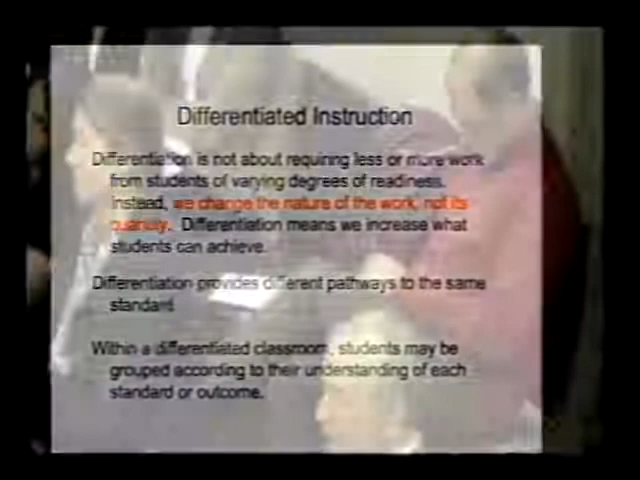 Differentiated Instruction
Differentiation is not about requiring less or more work
from students of varying degrees of readiness.
Instead, we change the nature of the work, not its
quantity. Differentiation means we increase what
students can achieve.
Differentiation provides different pathways to the same
standard
Within a differentiated classroom, students may be
grouped according to their understanding of each
standard or outcome.